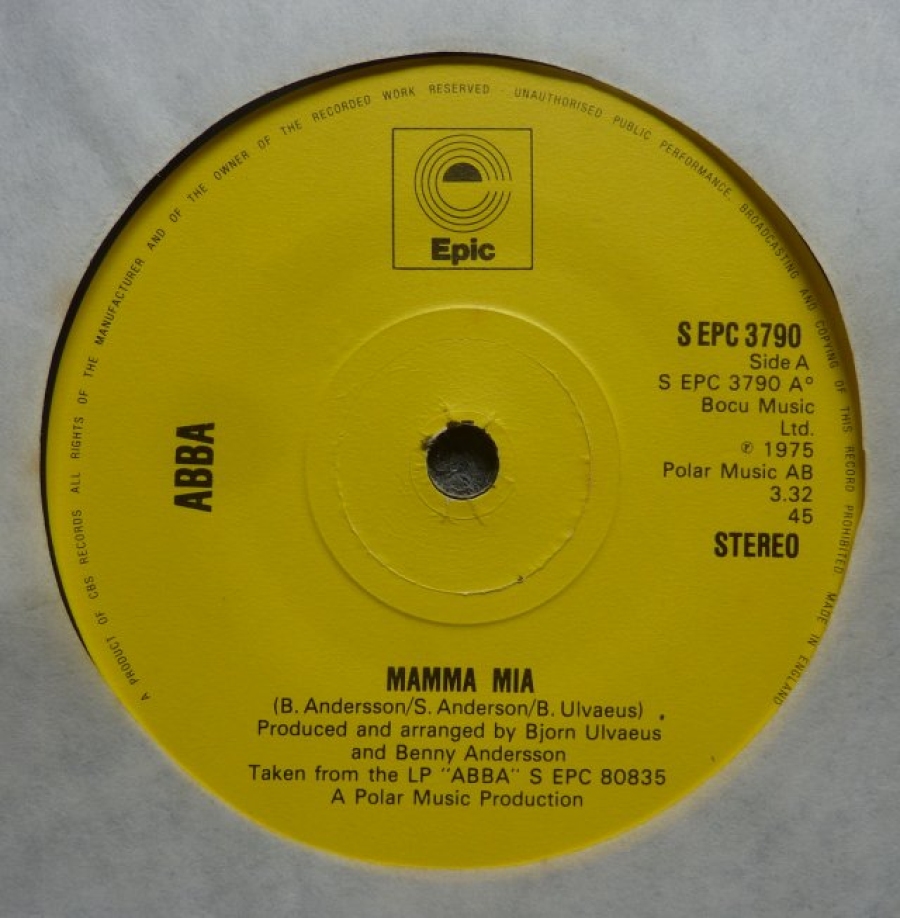 A PRODUCT OF CBS RECORDS ALL RIGHTS OF THE MANUFACTURER AND OF THE OWNER OF THE RECORDED WORK RESERVED · UNAUTHORISED PUBLIC PERFORMANCE, BROADCASTING AND COPYING OF THIS RECORD PROHIBITED MADE IN ENGLAND
Epic
ABBA
S EPC 3790
Side A
S EPC 3790 A°
Bocu Music
Ltd.
℗ 1975
Polar Music AB
3.32
45
STEREO
MAMMA MIA
(B. Andersson/S. Anderson/B. Ulvaeus)
Produced and arranged by Bjorn Ulvaeus
and Benny Andersson
Taken from the LP "ABBA" S EPC 80835
A Polar Music Production